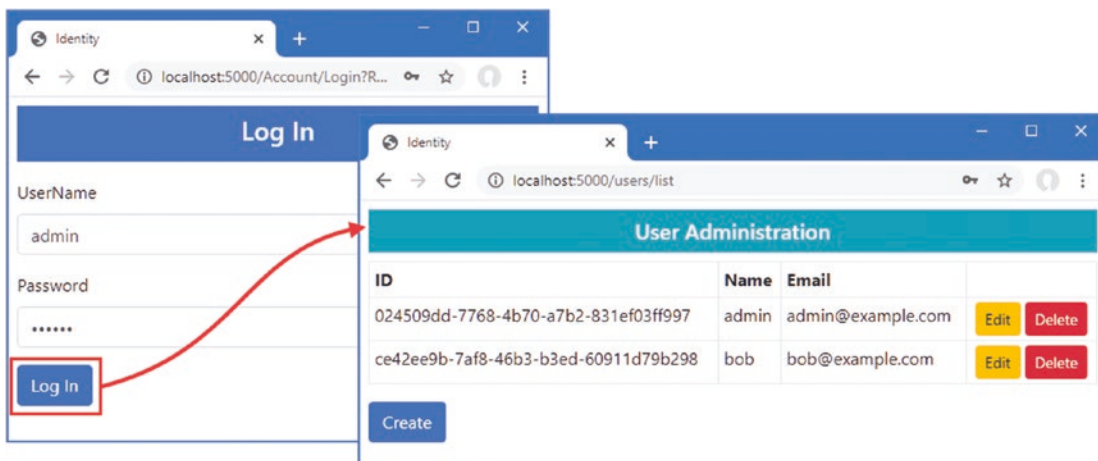 Identity
localhost:5000/Account/Login?R...
Log In
UserName
admin
Password
••••••
Log In
Identity
localhost:5000/users/list
User Administration
ID Name Email
024509dd-7768-4b70-a7b2-831ef03ff997 admin admin@example.com Edit Delete
ce42ee9b-7af8-46b3-b3ed-60911d79b298 bob bob@example.com Edit Delete
Create